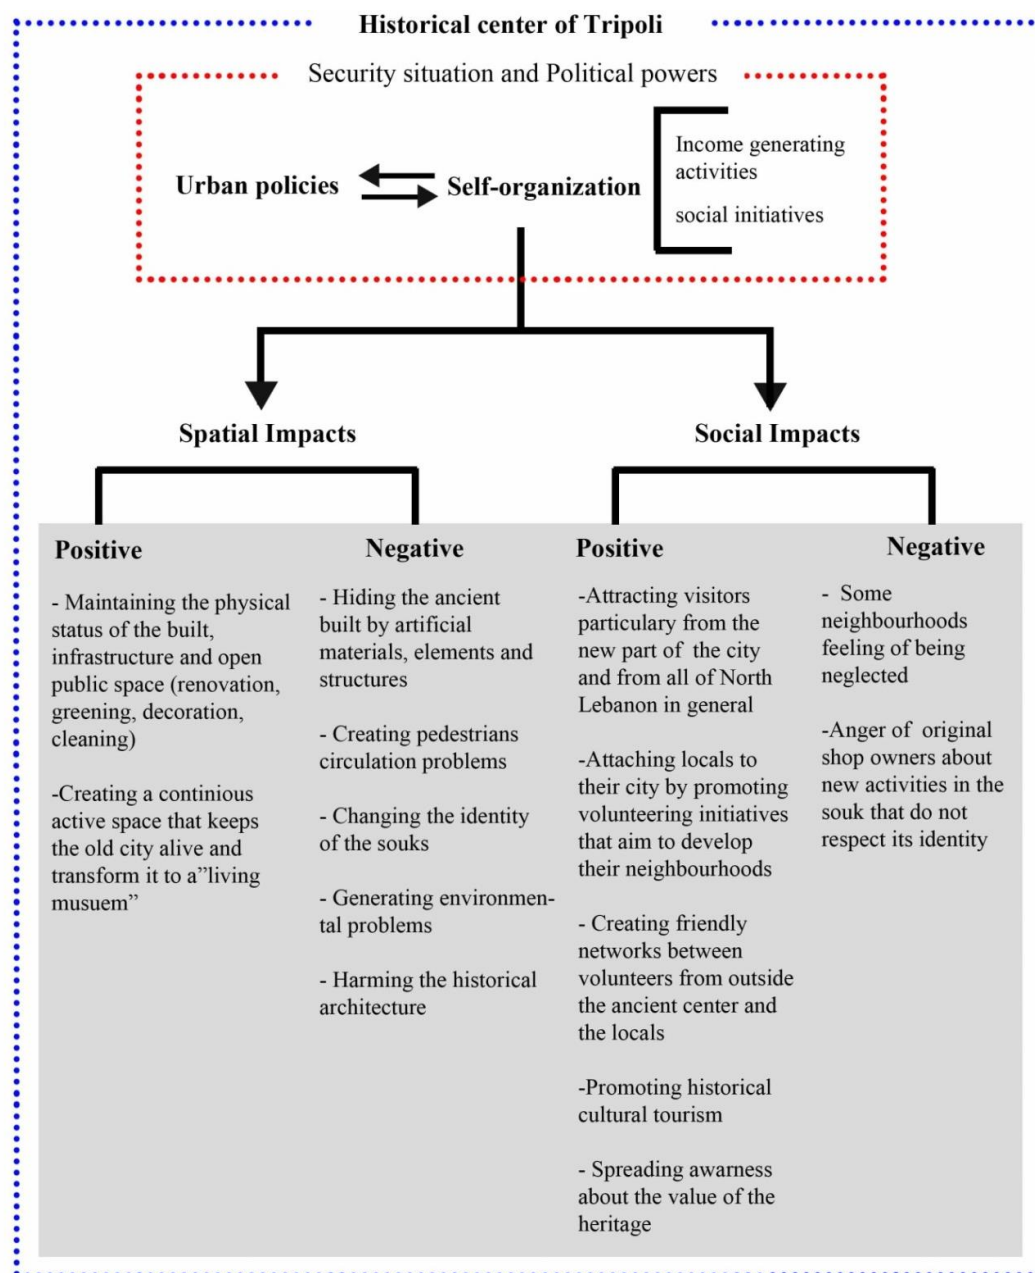 Historical center of Tripoli
Security situation and Political powers
Urban policies
Self-organization
Income generating
activities
social initiatives
Spatial Impacts
Social Impacts
Positive
- Maintaining the physical
status of the built,
infrastructure and open
public space (renovation,
greening, decoration,
cleaning)
-Creating a continious
active space that keeps
the old city alive and
transform it to a”living
musuem”
Negative
- Hiding the ancient
built by artificial
materials, elements and
structures
- Creating pedestrians
circulation problems
- Changing the identity
of the souks
- Generating environmen-
tal problems
- Harming the historical
architecture
Positive
-Attracting visitors
particulary from the
new part of the city
and from all of North
Lebanon in general
-Attaching locals to
their city by promoting
volunteering initiatives
that aim to develop
their neighbourhoods
- Creating friendly
networks between
volunteers from outside
the ancient center and
the locals
-Promoting historical
cultural tourism
- Spreading awarness
about the value of the
heritage
Negative
- Some
neighbourhoods
feeling of being
neglected
-Anger of original
shop owners about
new activities in the
souk that do not
respect its identity